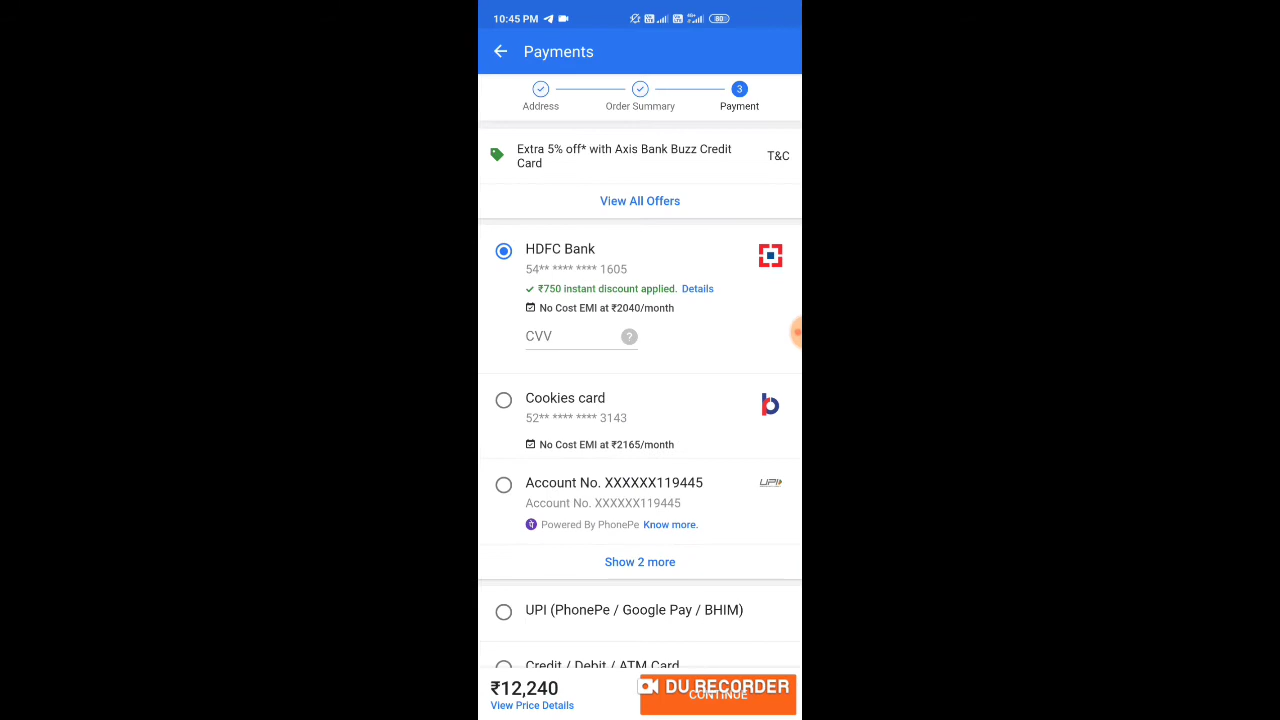 10:45 PM 80
Payments
3
Address Order Summary Payment
Extra 5% off* with Axis Bank Buzz Credit
Card
T&C
View All Offers
HDFC Bank
54** **** **** 1605
₹750 instant discount applied. Details
No Cost EMI at ₹2040/month
CVV ?
Cookies card
52** **** **** 3143
No Cost EMI at ₹2165/month
Account No. XXXXXX119445
UPI
Account No. XXXXXX119445
Powered By PhonePe Know more.
Show 2 more
UPI (PhonePe / Google Pay / BHIM)
Credit / Debit / ATM Card
₹12,240
View Price Details
DU RECORDER
CONTINUE